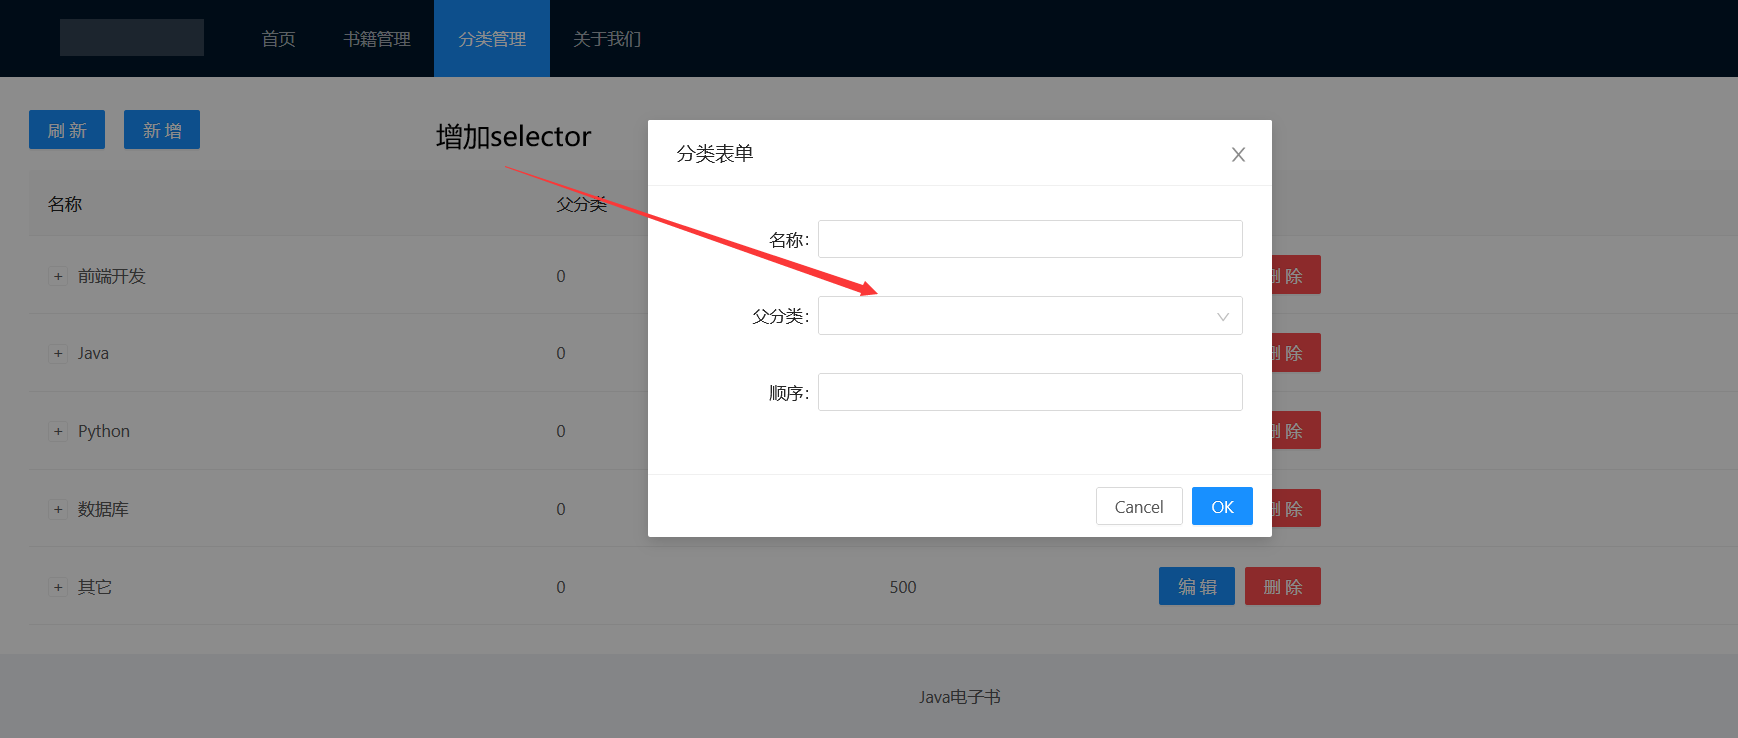 首页 书籍管理 分类管理 关于我们
刷 新 新 增
增加selector
分类表单
名称 父分类
名称:
前端开发 0 删 除
父分类:
Java 0 删 除
顺序:
Python 0 删 除
数据库 0 删 除
Cancel OK
其它 0 500 编 辑 删 除
Java电子书